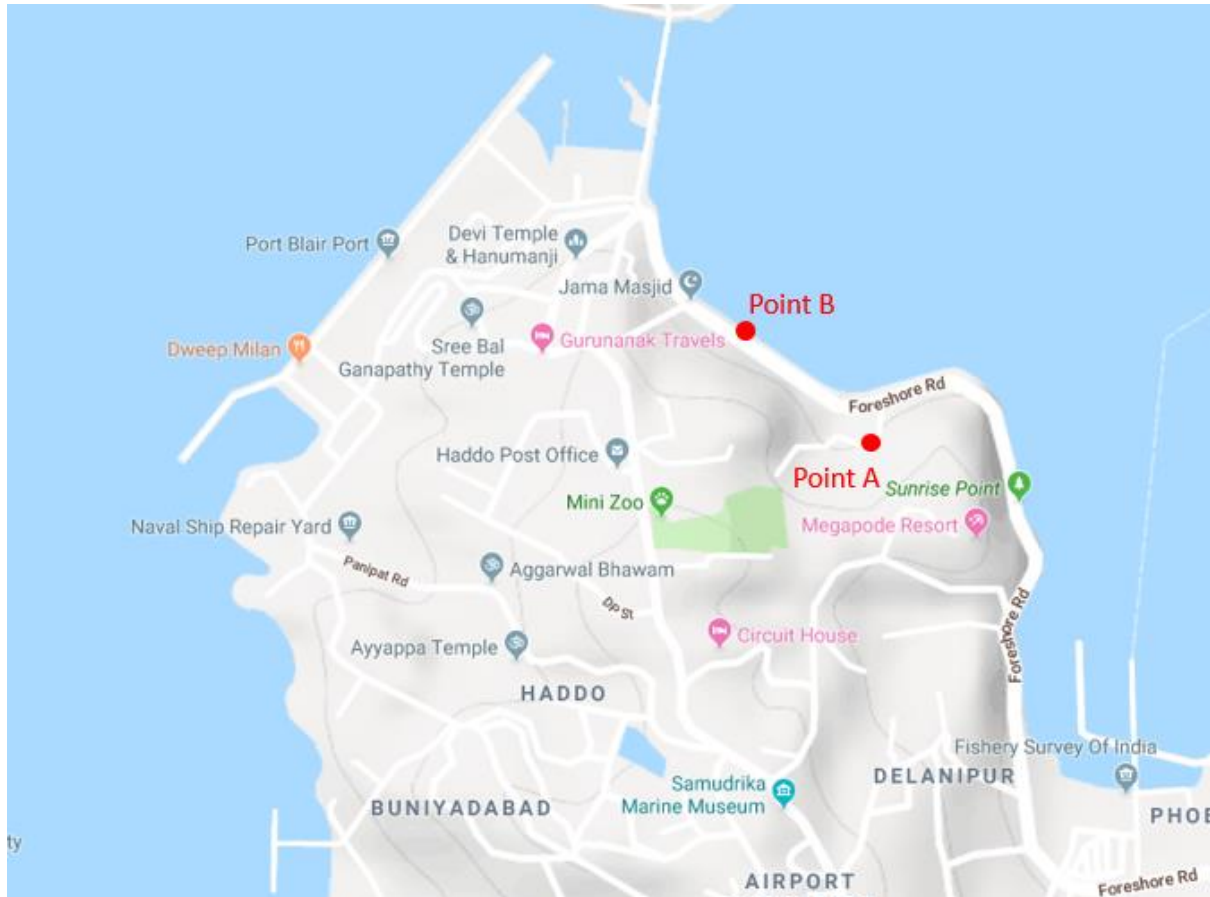 Port Blair Port
Devi Temple
& Hanumanji
Jama Masjid
Point B
Dweep Milan
Sree Bal
Ganapathy Temple
Gurunanak Travels
Foreshore Rd
Haddo Post Office
Point A
Sunrise Point
Mini Zoo
Megapode Resort
Naval Ship Repair Yard
Panipat Rd
Aggarwal Bhawam
DP St
Foreshore Rd
Circuit House
Ayyappa Temple
HADDO
Fishery Survey Of India
DELANIPUR
Samudrika
Marine Museum
BUNIYADABAD
PHOE
ty
AIRPORT
Foreshore Rd